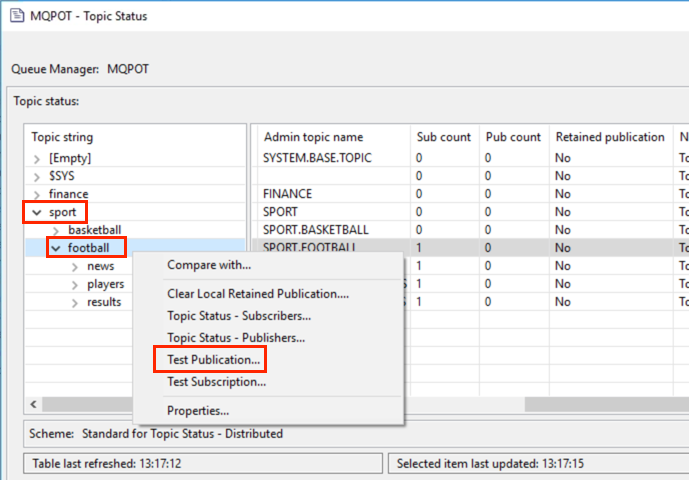 MQPOT - Topic Status
Queue Manager: MQPOT
Topic status:
Topic string Admin topic name Sub count Pub count Retained publication N
[Empty] SYSTEM.BASE.TOPIC 0 0 No To
$SYS 0 0 No To
finance FINANCE 0 0 No To
sport SPORT 0 0 No To
basketball SPORT.BASKETBALL 0 0 No To
football SPORT.FOOTBALL 1 0 No To
news 1 0 No To
players S 1 0 No To
results S 1 0 No To
Compare with...
Clear Local Retained Publication....
Topic Status - Subscribers...
Topic Status - Publishers...
Test Publication...
Test Subscription...
Properties...
Scheme: Standard for Topic Status - Distributed
Table last refreshed: 13:17:12 Selected item last updated: 13:17:15